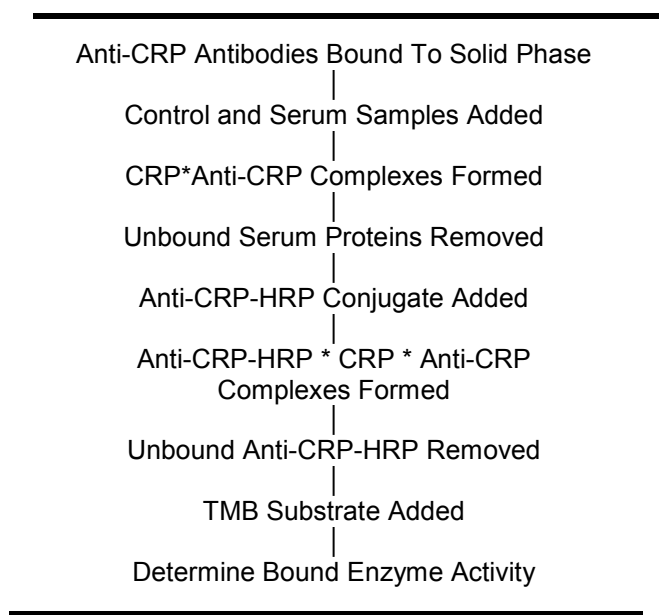 Anti-CRP Antibodies Bound To Solid Phase
Control and Serum Samples Added
CRP*Anti-CRP Complexes Formed
Unbound Serum Proteins Removed
Anti-CRP-HRP Conjugate Added
Anti-CRP-HRP * CRP * Anti-CRP
Complexes Formed
Unbound Anti-CRP-HRP Removed
TMB Substrate Added
Determine Bound Enzyme Activity